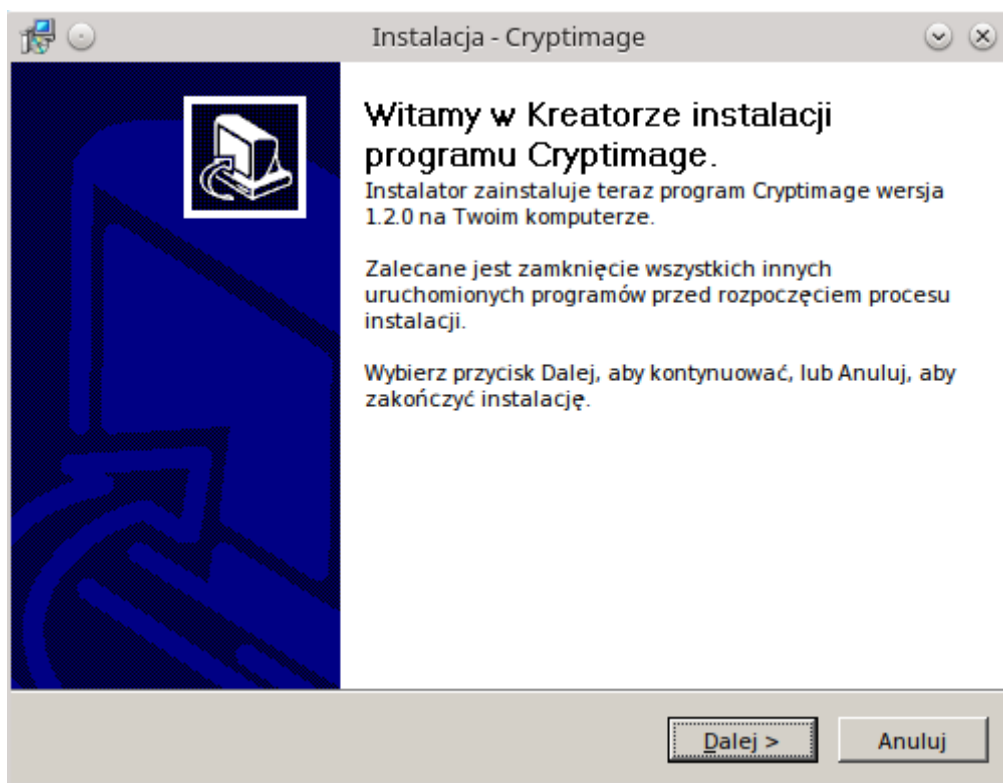 Instalacja - Cryptimage
Witamy w Kreatorze instalacji
programu Cryptimage.
Instalator zainstaluje teraz program Cryptimage wersja
1.2.0 na Twoim komputerze.
Zalecane jest zamknięcie wszystkich innych
uruchomionych programów przed rozpoczęciem procesu
instalacji.
Wybierz przycisk Dalej, aby kontynuować, lub Anuluj, aby
zakończyć instalację.
Dalej >
Anuluj